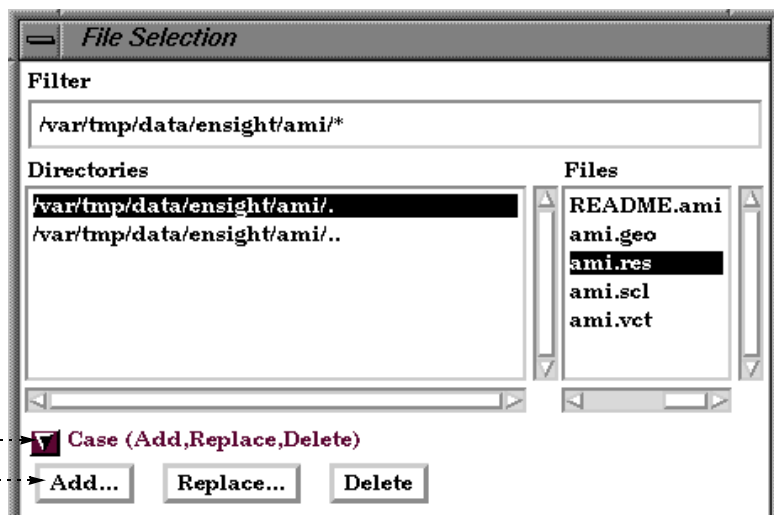 File Selection
Filter
/var/tmp/data/ensight/ami/*
Directories
/var/tmp/data/ensight/ami/.
/var/tmp/data/ensight/ami/..
Files
README.ami
ami.geo
ami.res
ami.scl
ami.vct
Case (Add,Replace,Delete)
Add... Replace... Delete